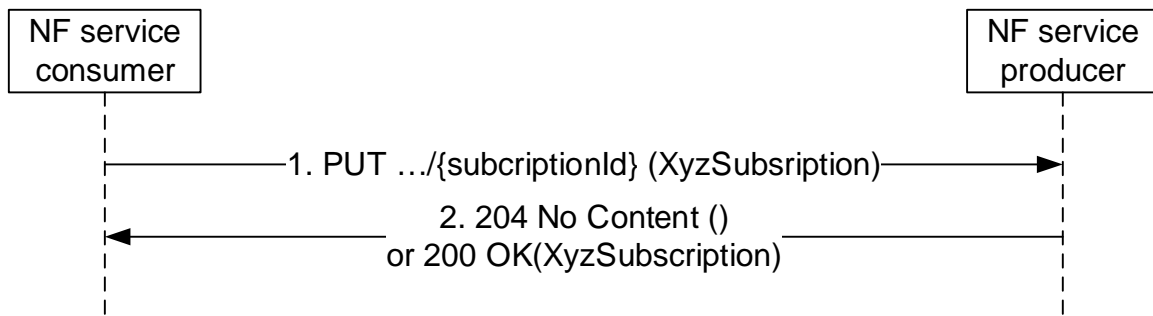 NF service
consumer
NF service
producer
1. PUT …/{subcriptionId} (XyzSubsription)
2. 204 No Content ()
or 200 OK(XyzSubscription)